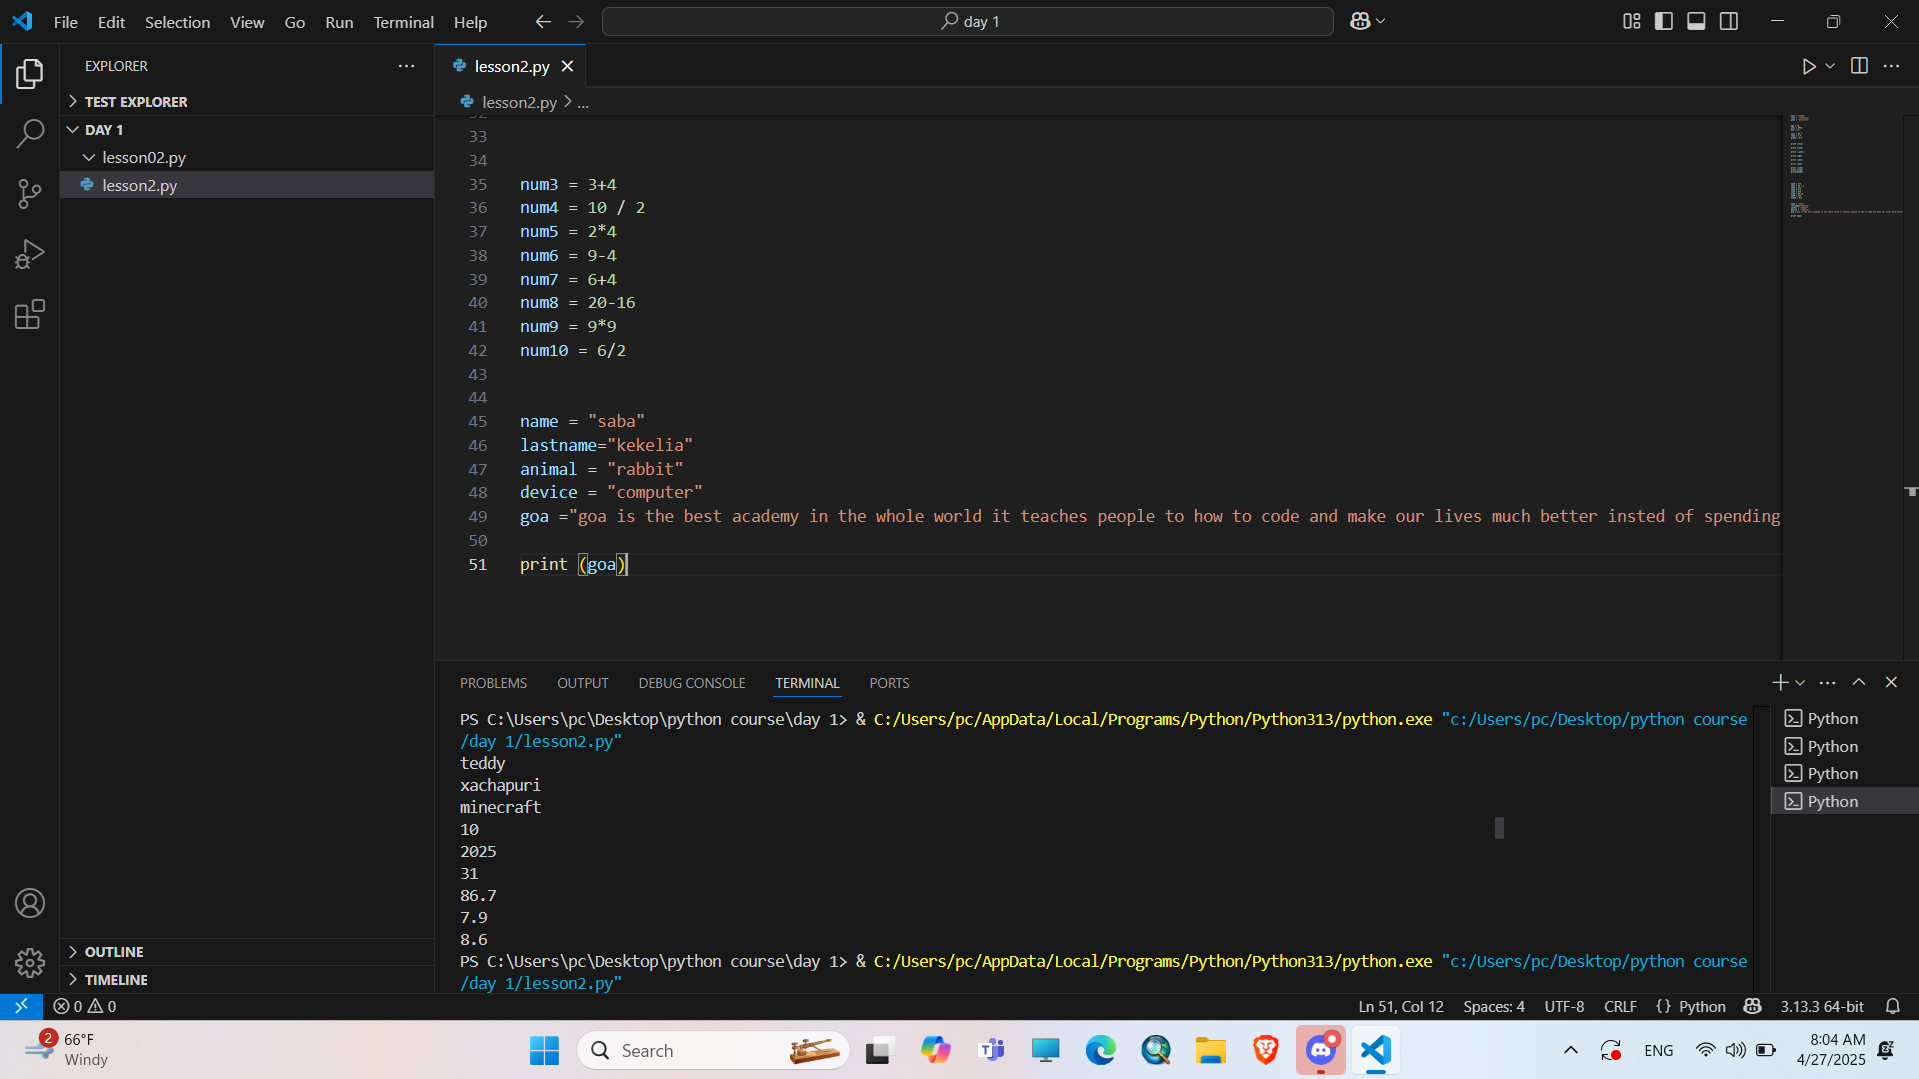 File Edit Selection View Go Run Terminal Help
day 1
EXPLORER
TEST EXPLORER
DAY 1
lesson02.py
lesson2.py
lesson2.py
lesson2.py > ...
33
34
35 num3 = 3+4
36 num4 = 10 / 2
37 num5 = 2*4
38 num6 = 9-4
39 num7 = 6+4
40 num8 = 20-16
41 num9 = 9*9
42 num10 = 6/2
43
44
45 name = "saba"
46 lastname="kekelia"
47 animal = "rabbit"
48 device = "computer"
49 goa ="goa is the best academy in the whole world it teaches people to how to code and make our lives much better insted of spending
50
51 print (goa)
PROBLEMS OUTPUT DEBUG CONSOLE TERMINAL PORTS
PS C:\Users\pc\Desktop\python course\day 1> & C:/Users/pc/AppData/Local/Programs/Python/Python313/python.exe "c:/Users/pc/Desktop/python course
/day 1/lesson2.py"
teddy
xachapuri
minecraft
10
2025
31
86.7
7.9
8.6
PS C:\Users\pc\Desktop\python course\day 1> & C:/Users/pc/AppData/Local/Programs/Python/Python313/python.exe "c:/Users/pc/Desktop/python course
/day 1/lesson2.py"
Python
Python
Python
Python
OUTLINE
TIMELINE
0 0
Ln 51, Col 12 Spaces: 4 UTF-8 CRLF {} Python 3.13.3 64-bit
2
66°F
Windy
Search
ENG
8:04 AM
4/27/2025